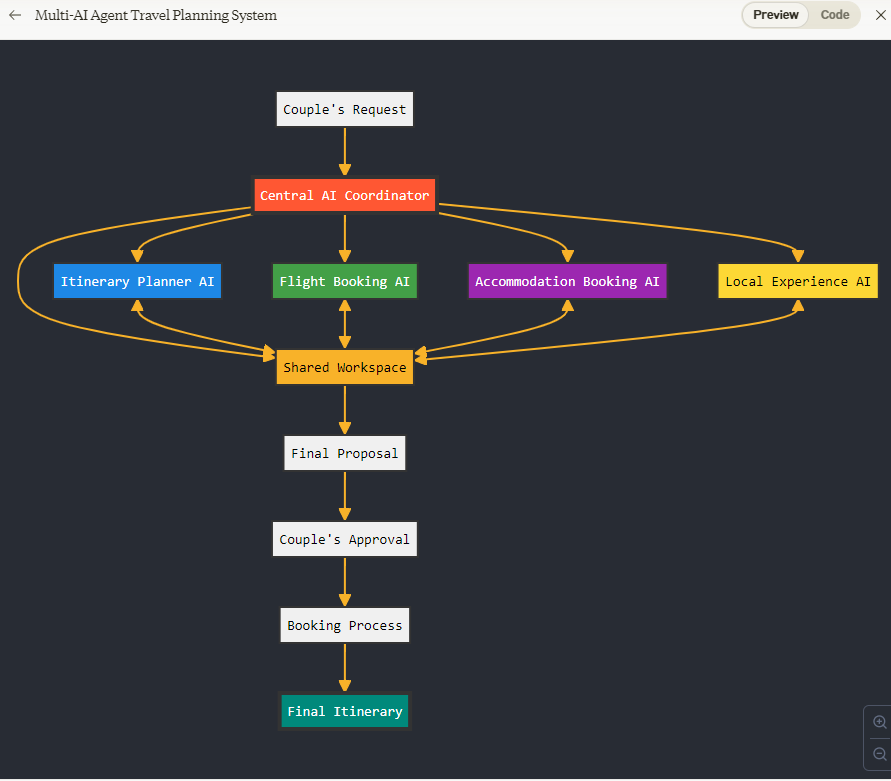 Multi-AI Agent Travel Planning System
Preview
Code
Couple's Request
Central AI Coordinator
Itinerary Planner AI
Flight Booking AI
Accommodation Booking AI
Local Experience AI
Shared Workspace
Final Proposal
Couple's Approval
Booking Process
Final Itinerary